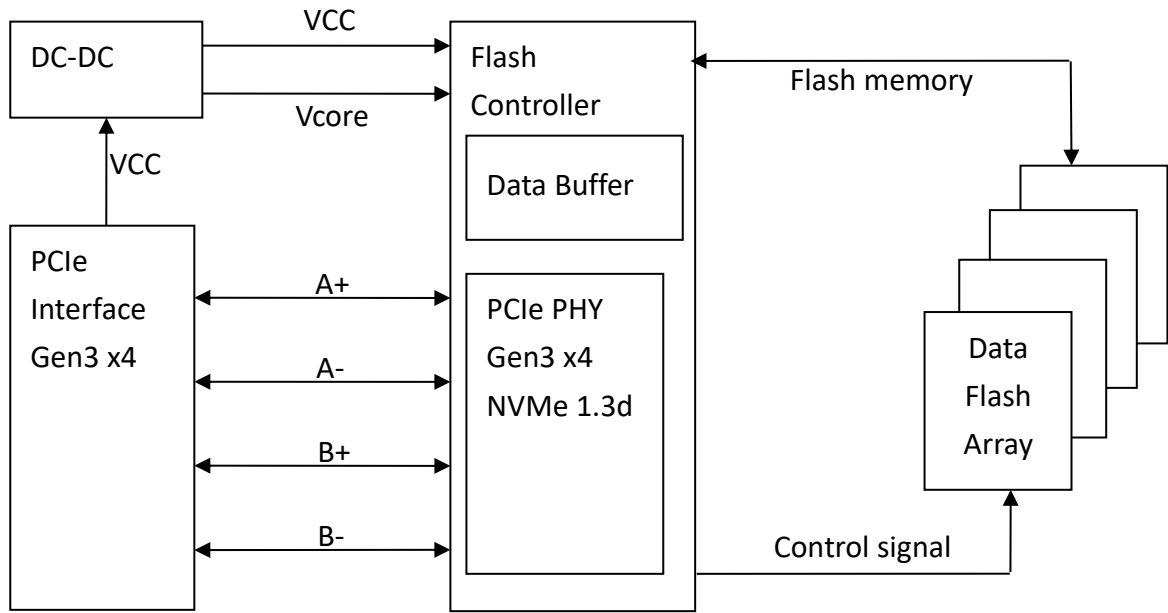 VCC
DC-DC
Flash
Controller
Flash memory
Vcore
VCC
Data Buffer
PCIe
Interface
Gen3 x4
A+
A-
B+
B-
PCIe PHY
Gen3 x4
NVMe 1.3d
Data
Flash
Array
Control signal